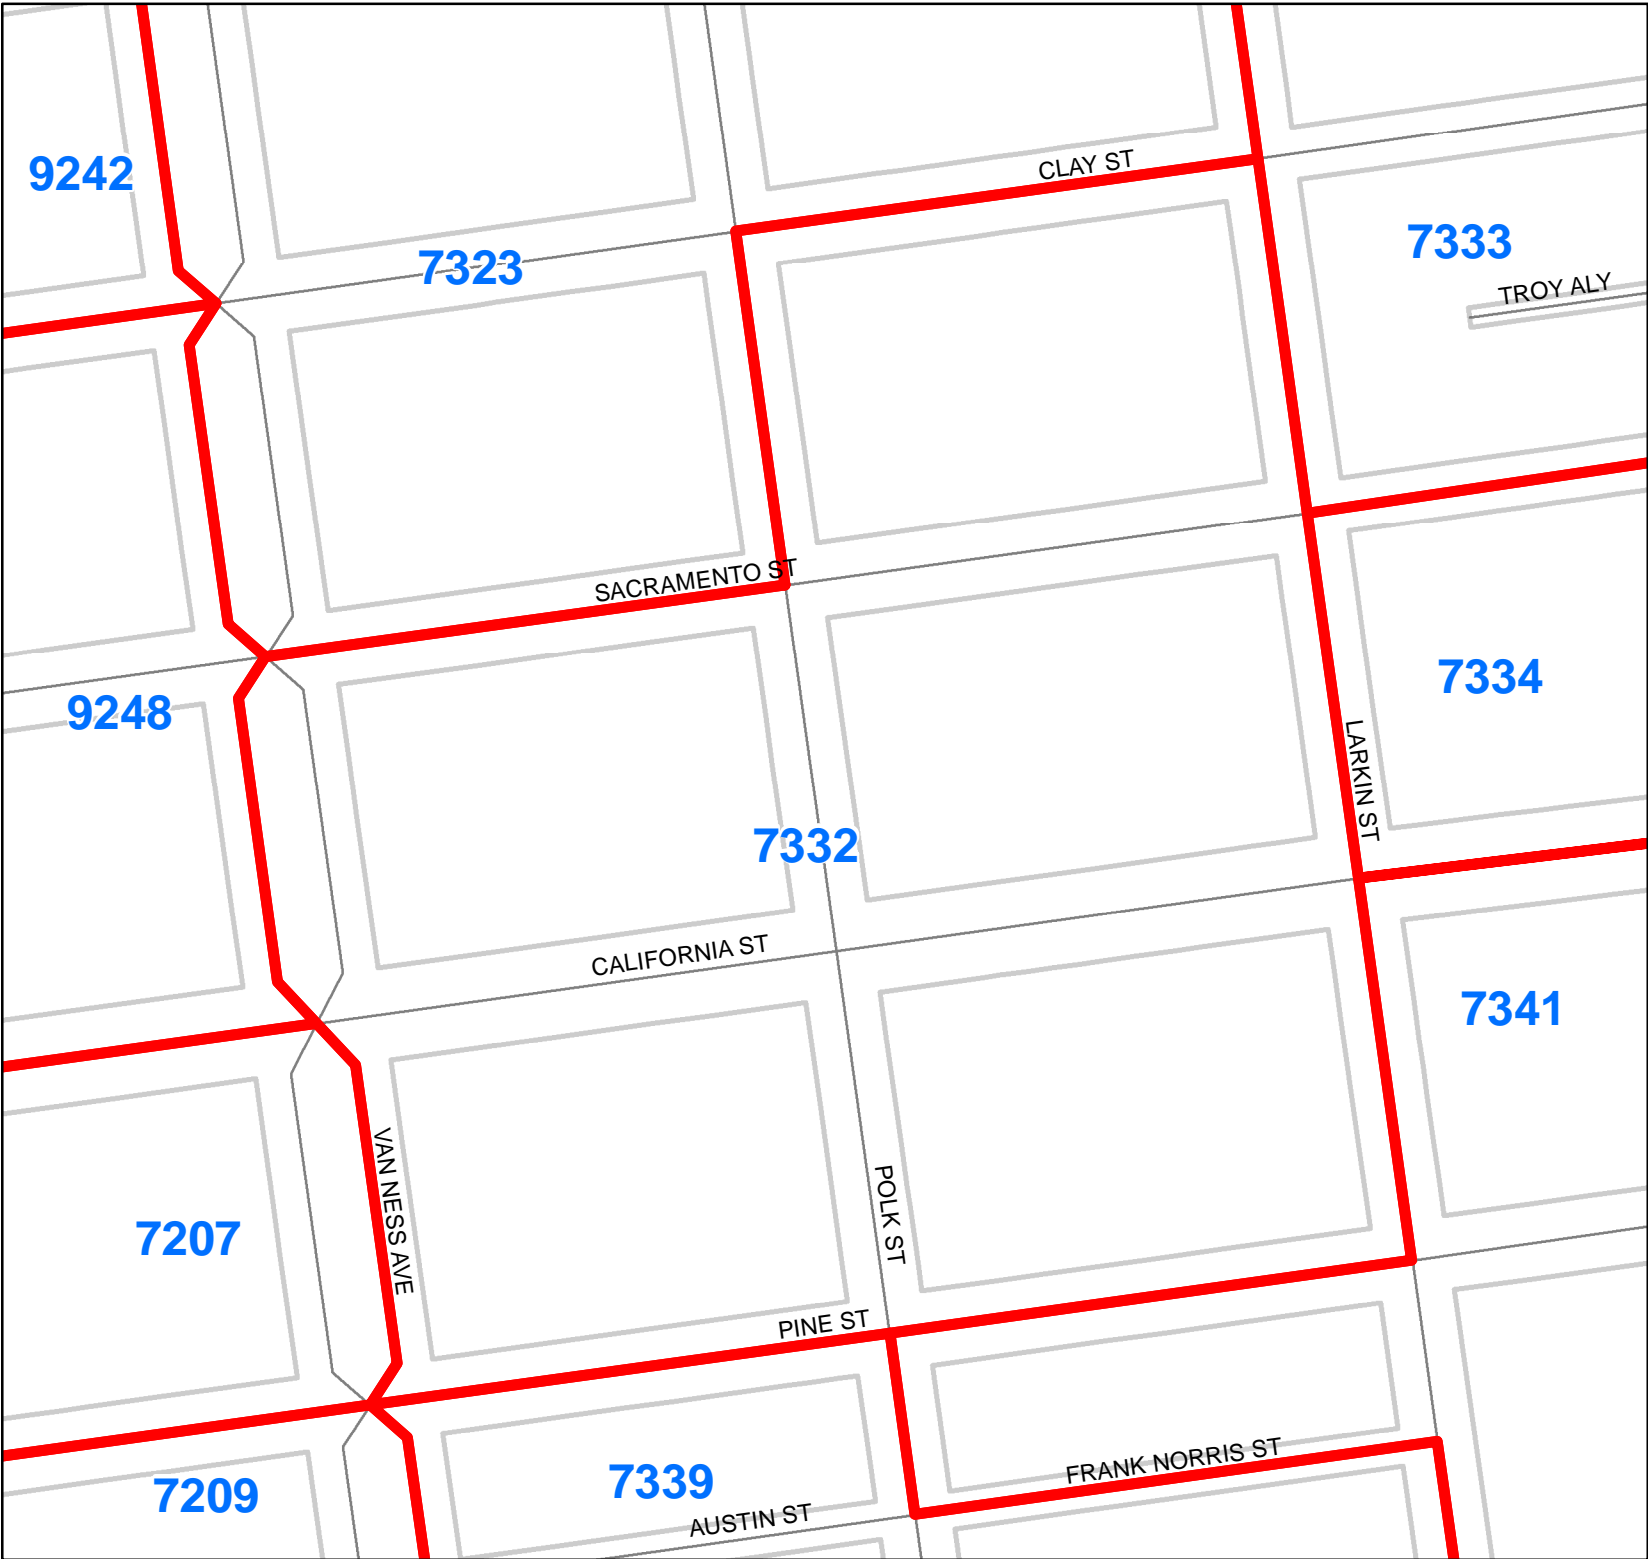 CLAY ST
9242
7333
7323
TROY ALY
SACRAMENTO ST
7334
9248
LARKIN ST
7332
CALIFORNIA ST
7341
VAN NESS AVE
POLK ST
7207
PINE ST
FRANK NORRIS ST
7339
7209
AUSTIN ST